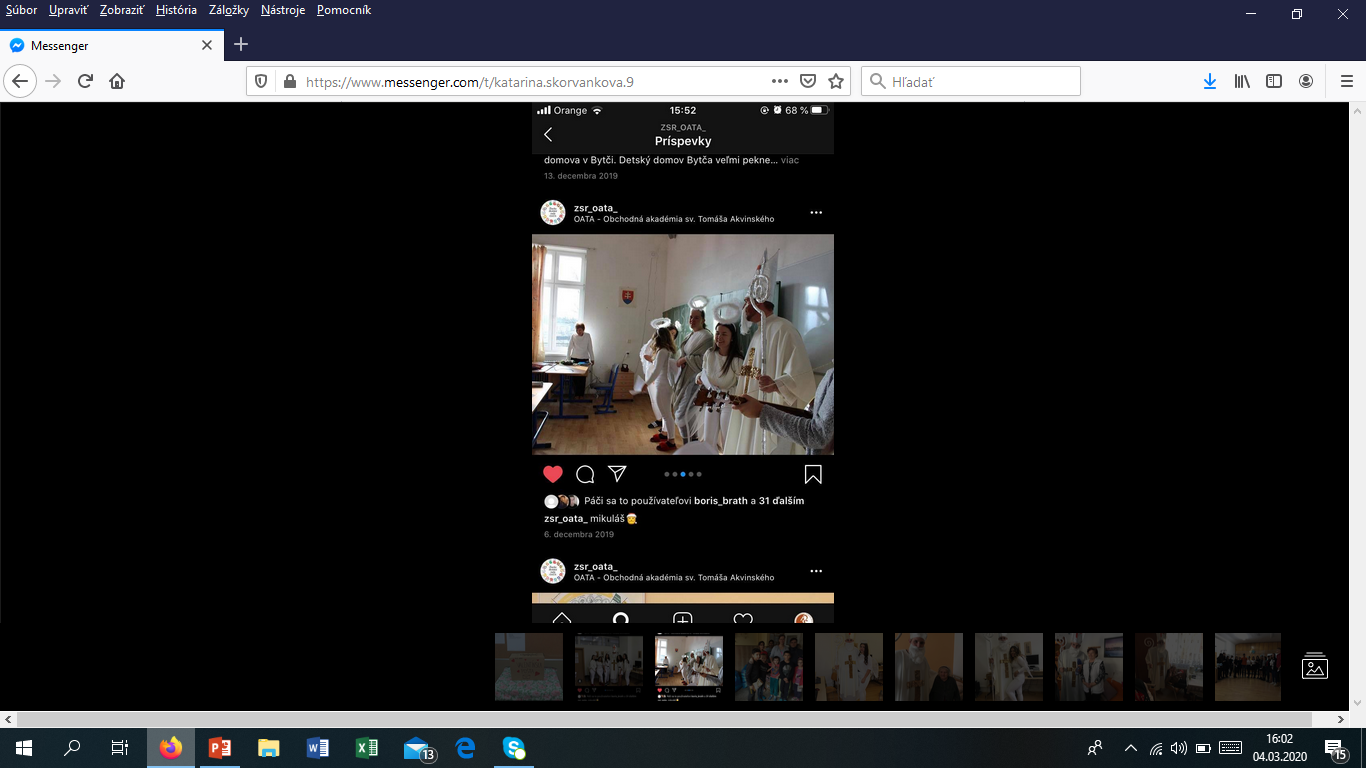 Súbor Upraviť Zobraziť História Záložky Nástroje Pomocník
Messenger
https://www.messenger.com/t/katarina.skorvankova.9
Hľadať
Orange 15:52 68 %
ZSR_OATA_
Príspevky
domova v Bytči. Detský domov Bytča veľmi pekne... viac
13. decembra 2019
zsr_oata_
OATA - Obchodná akadémia sv. Tomáša Akvinského
Páči sa to používateľovi boris_brath a 31 ďalším
zsr_oata_ mikuláš
6. decembra 2019
zsr_oata_
OATA - Obchodná akadémia sv. Tomáša Akvinského
13
16:02
04.03.2020
15